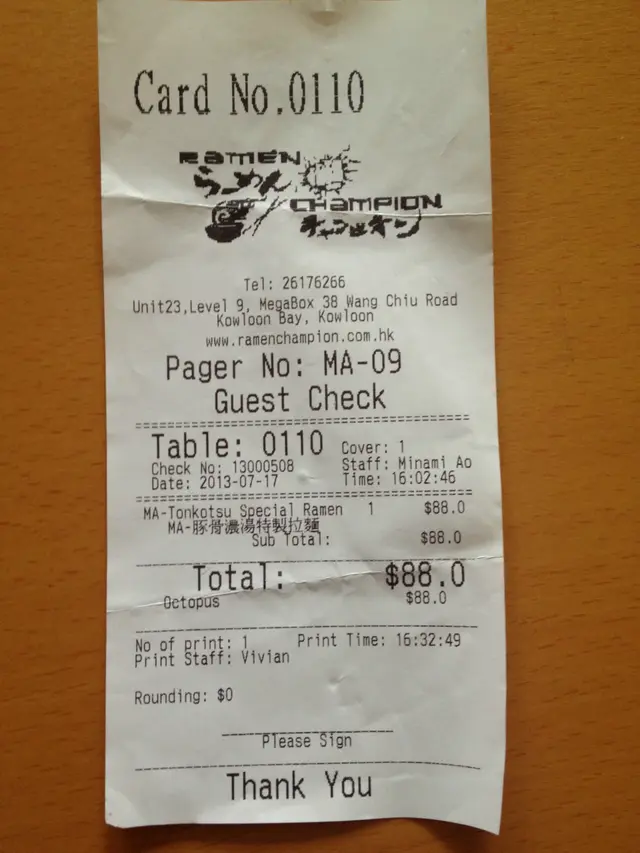 Card No.0110
RAMEN
らーめん
CHAMPION
チャンピオン
Tel: 26176266
Unit23,Level 9, MegaBox 38 Wang Chiu Road
Kowloon Bay, Kowloon
www.ramenchampion.com.hk
Pager No: MA-09
Guest Check
Table: 0110 Cover: 1
Check No: 13000508 Staff: Minami Ao
Date: 2013-07-17 Time: 16:02:46
MA-Tonkotsu Special Ramen 1 $88.0
MA-豚骨濃湯特製拉麵
Sub Total: $88.0
Total: $88.0
Octopus $88.0
No of print: 1 Print Time: 16:32:49
Print Staff: Vivian
Rounding: $0
Please Sign
Thank You